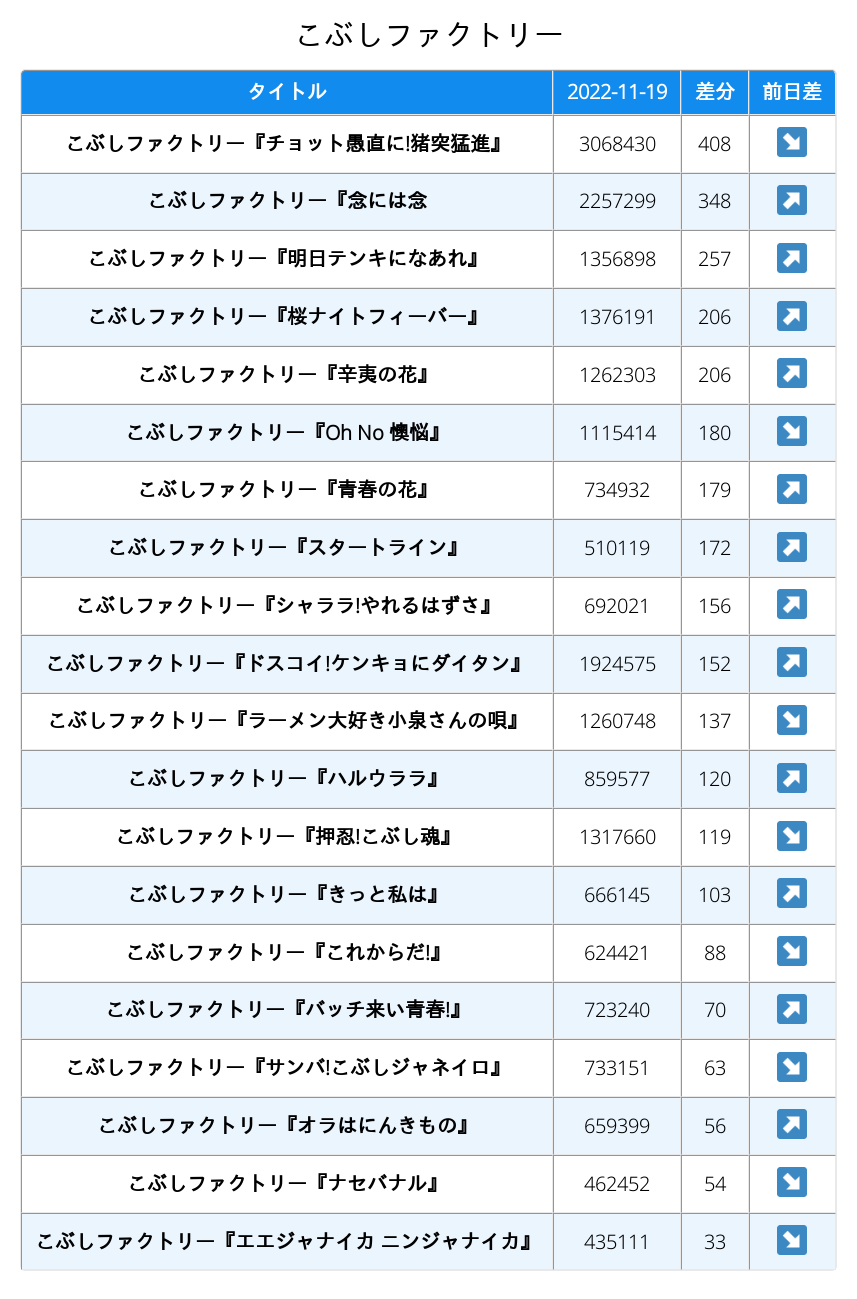 こぶしファクトリー
タイトル 2022-11-19 差分 前日差
こぶしファクトリー『チョット愚直に!猪突猛進』 3068430 408 ↘
こぶしファクトリー『念には念 2257299 348 ↗
こぶしファクトリー『明日テンキになあれ』 1356898 257 ↗
こぶしファクトリー『桜ナイトフィーバー』 1376191 206 ↗
こぶしファクトリー『辛夷の花』 1262303 206 ↗
こぶしファクトリー『Oh No 懊悩』 1115414 180 ↘
こぶしファクトリー『青春の花』 734932 179 ↗
こぶしファクトリー『スタートライン』 510119 172 ↗
こぶしファクトリー『シャララ!やれるはずさ』 692021 156 ↗
こぶしファクトリー『ドスコイ!ケンキョにダイタン』 1924575 152 ↗
こぶしファクトリー『ラーメン大好き小泉さんの唄』 1260748 137 ↘
こぶしファクトリー『ハルウララ』 859577 120 ↗
こぶしファクトリー『押忍!こぶし魂』 1317660 119 ↘
こぶしファクトリー『きっと私は』 666145 103 ↗
こぶしファクトリー『これからだ!』 624421 88 ↘
こぶしファクトリー『バッチ来い青春!』 723240 70 ↗
こぶしファクトリー『サンバ!こぶしジャネイロ』 733151 63 ↘
こぶしファクトリー『オラはにんきもの』 659399 56 ↗
こぶしファクトリー『ナセバナル』 462452 54 ↘
こぶしファクトリー『エエジャナイカ ニンジャナイカ』 435111 33 ↘